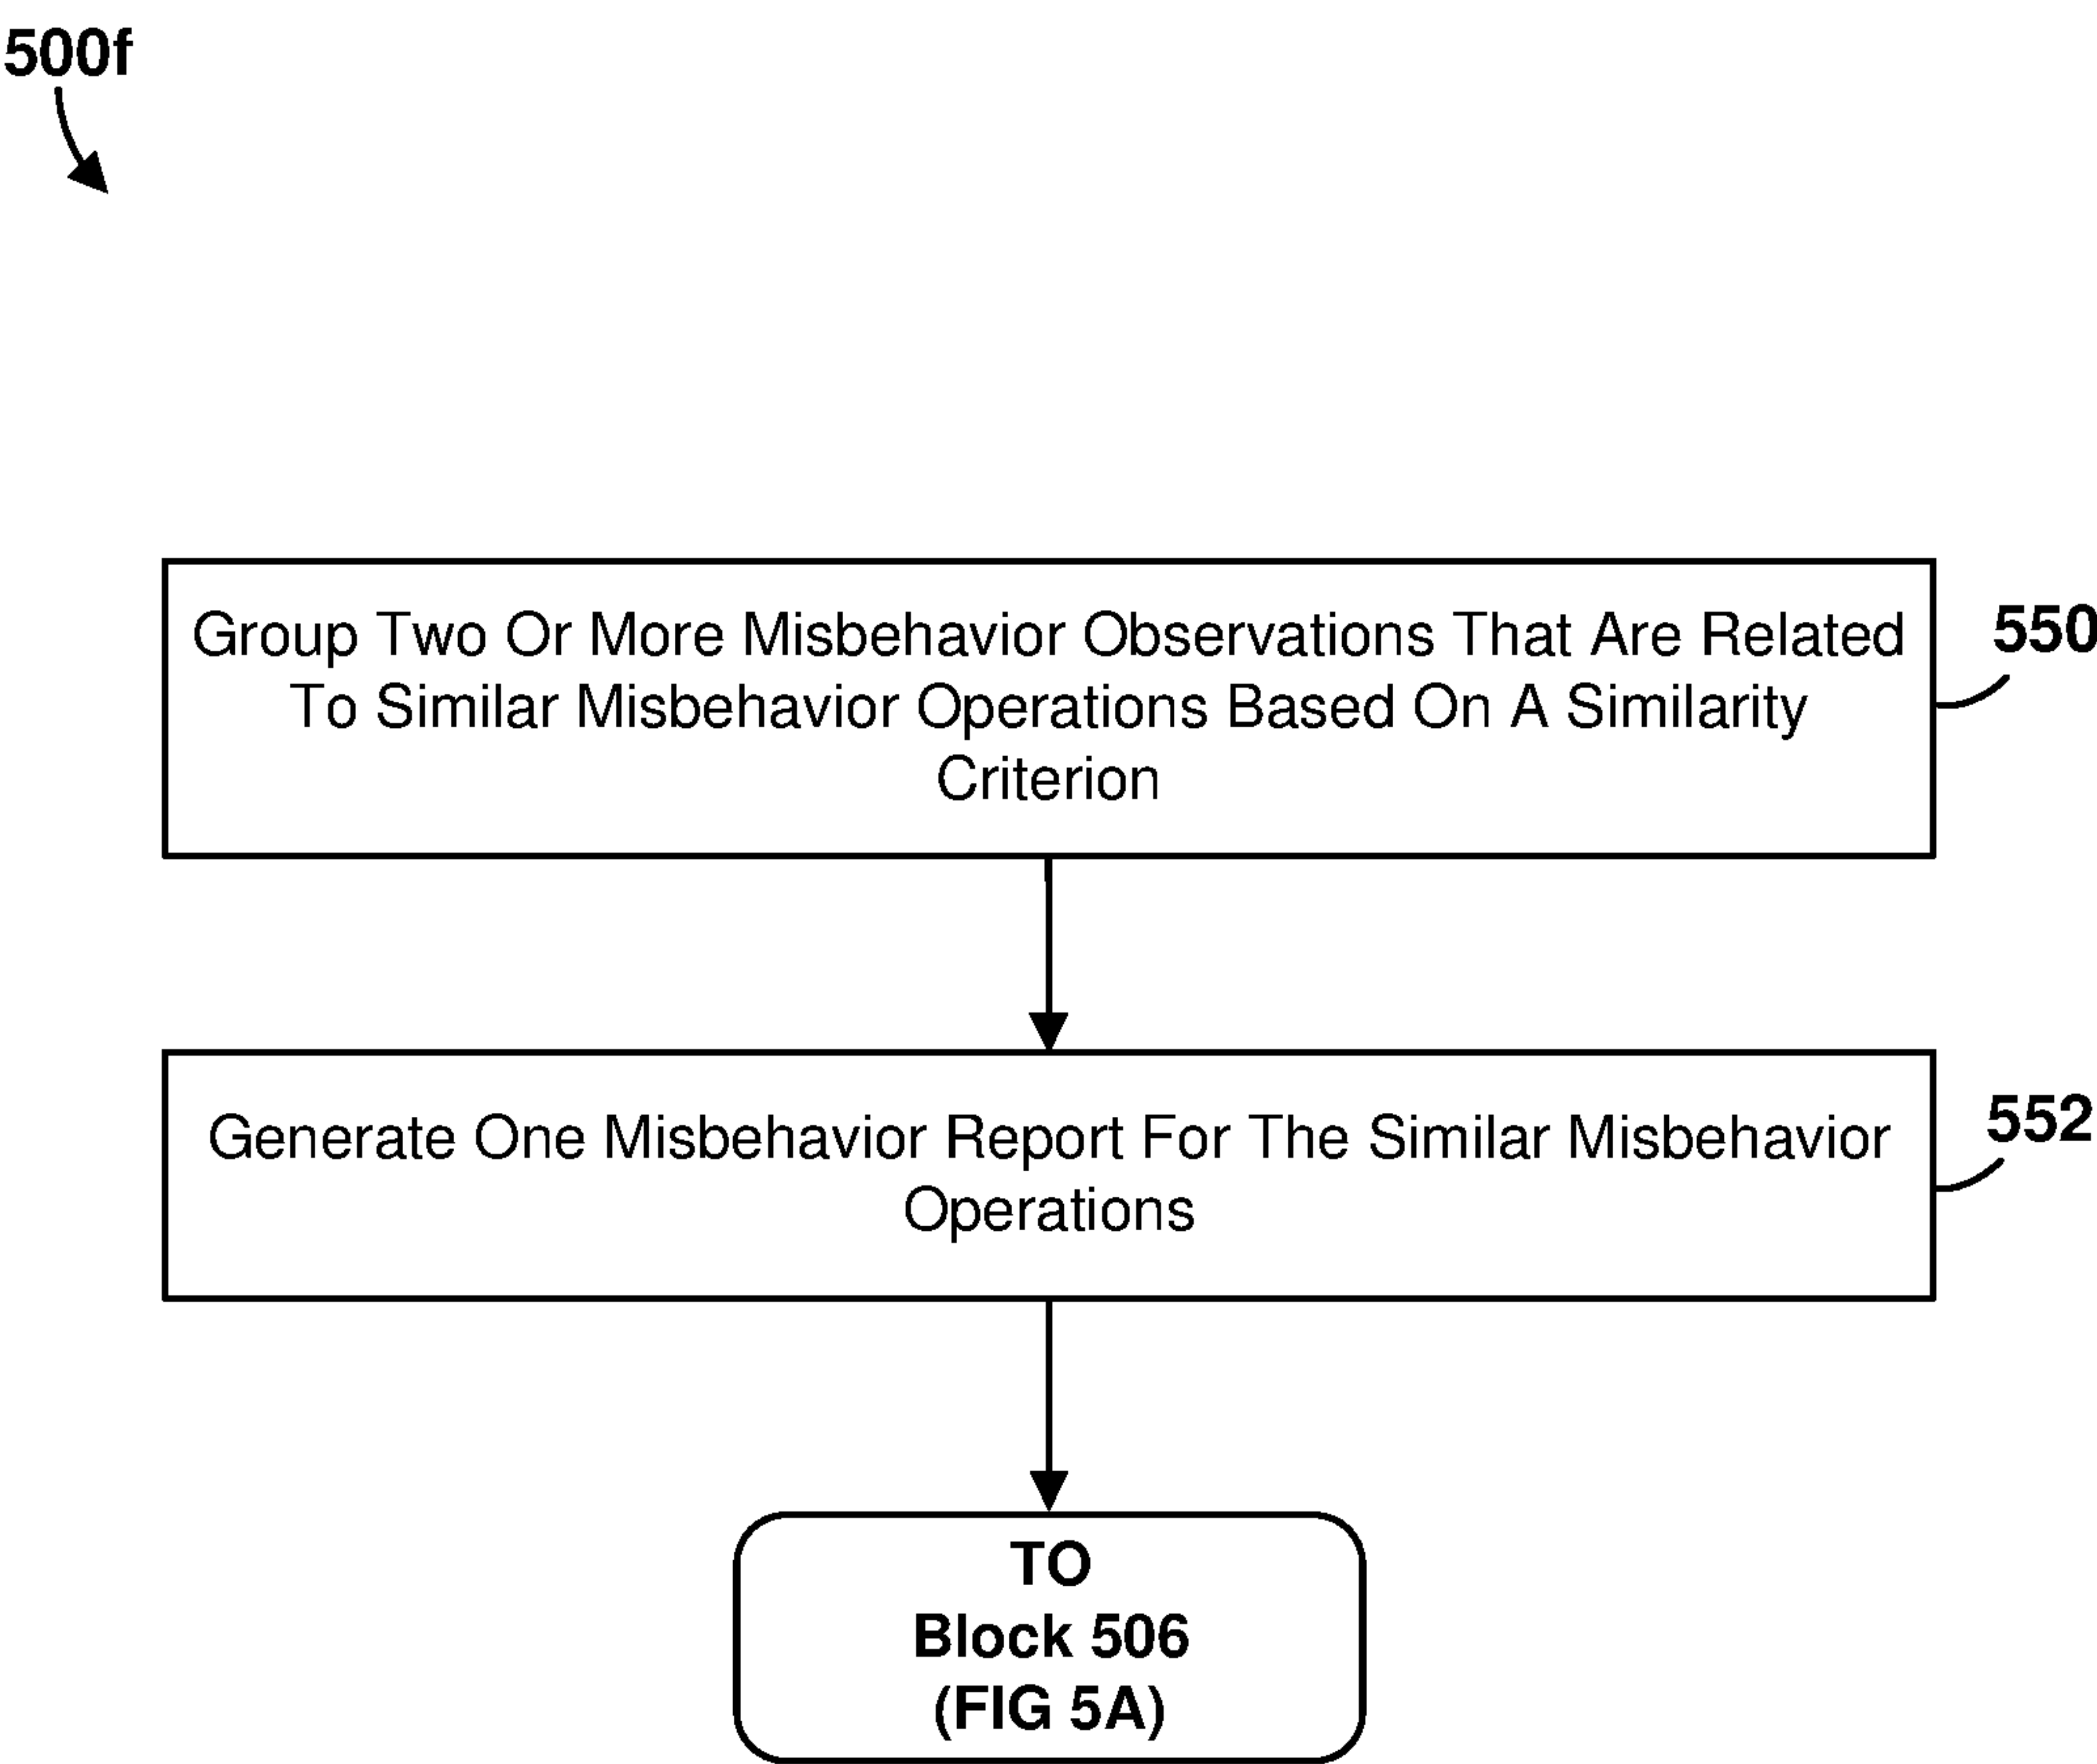 500f
Group Two Or More Misbehavior Observations That Are Related
To Similar Misbehavior Operations Based On A Similarity
Criterion
550
Generate One Misbehavior Report For The Similar Misbehavior
Operations
552
TO
Block 506
(FIG 5A)